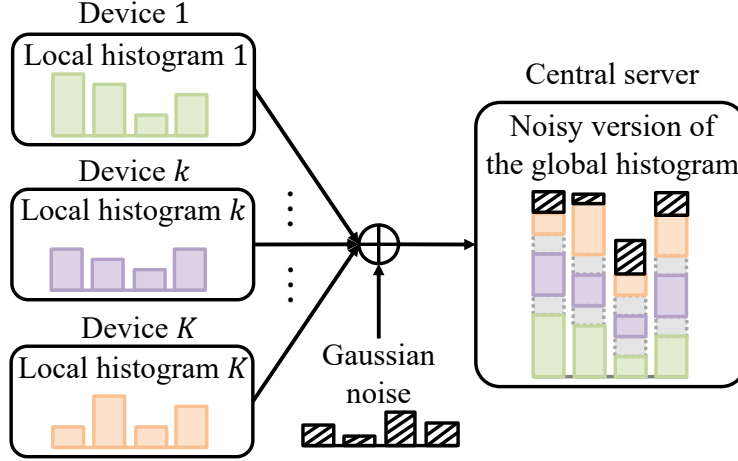 Device 1
Local histogram 1
Device k
Local histogram k
Device K
Local histogram K
Gaussian
noise
Central server
Noisy version of
the global histogram